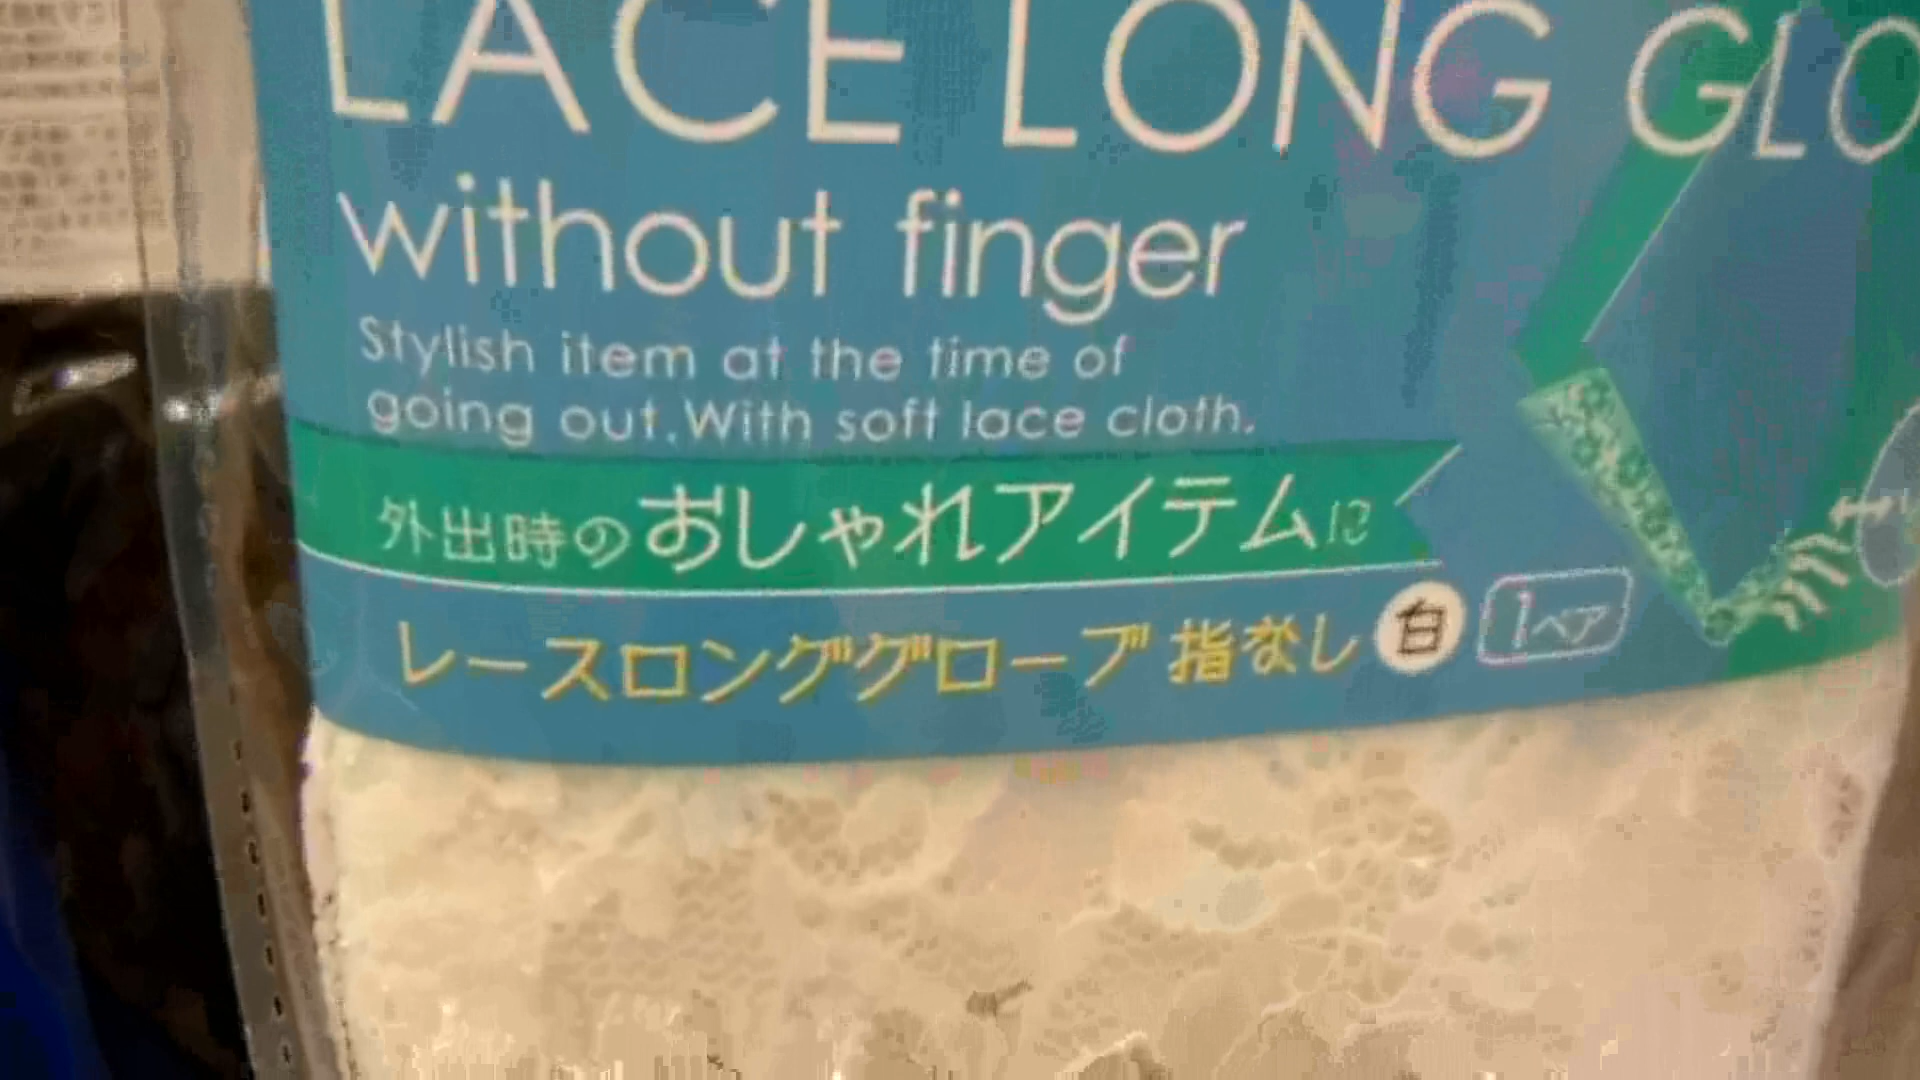 LACE LONG GLO
without finger
Stylish item at the time of
going out.With soft lace cloth.
外出時のおしゃれアイテムに
レースロンググローブ 指なし 白 1ペア